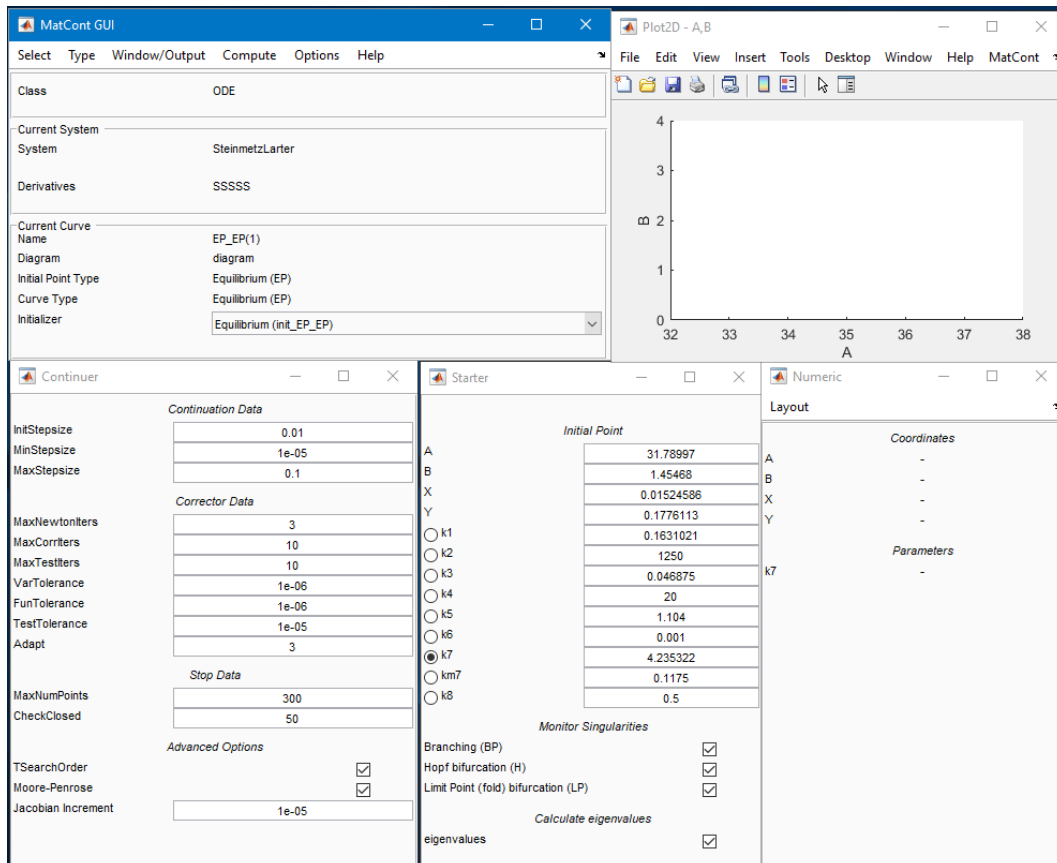 MatCont GUI
Select Type Window/Output Compute Options Help
Class ODE
Current System
System SteinmetzLarter
Derivatives SSSSS
Current Curve
Name EP_EP(1)
Diagram diagram
Initial Point Type Equilibrium (EP)
Curve Type Equilibrium (EP)
Initializer Equilibrium (init_EP_EP)
Plot2D - A,B
File Edit View Insert Tools Desktop Window Help MatCont
4
3
B 2
1
0
32 33 34 35 36 37 38
A
Continuer
Continuation Data
InitStepsize 0.01
MinStepsize 1e-05
MaxStepsize 0.1
Corrector Data
MaxNewtonIters 3
MaxCorrIters 10
MaxTestIters 10
VarTolerance 1e-06
FunTolerance 1e-06
TestTolerance 1e-05
Adapt 3
Stop Data
MaxNumPoints 300
CheckClosed 50
Advanced Options
TSearchOrder
Moore-Penrose
Jacobian Increment 1e-05
Starter
Initial Point
A 31.78997
B 1.45468
X 0.01524586
Y 0.1776113
k1 0.1631021
k2 1250
k3 0.046875
k4 20
k5 1.104
k6 0.001
k7 4.235322
km7 0.1175
k8 0.5
Monitor Singularities
Branching (BP)
Hopf bifurcation (H)
Limit Point (fold) bifurcation (LP)
Calculate eigenvalues
eigenvalues
Numeric
Layout
Coordinates
A -
B -
X -
Y -
Parameters
k7 -